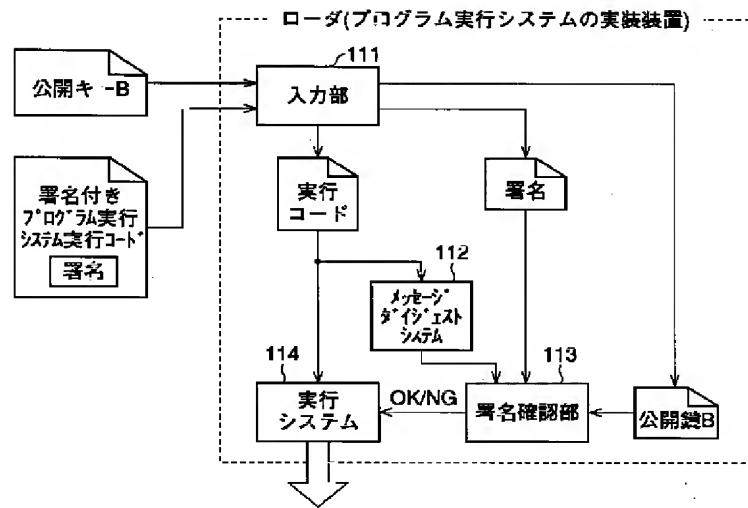 ローダ(プログラム実行システムの実装装置)
111
公開キーB
入力部
署名付き
プログラム実行
システム実行コード
署名
実行
コード
署名
112
メッセージ
ダイジェスト
システム
114
113
実行
システム
OK/NG
署名確認部
公開鍵B